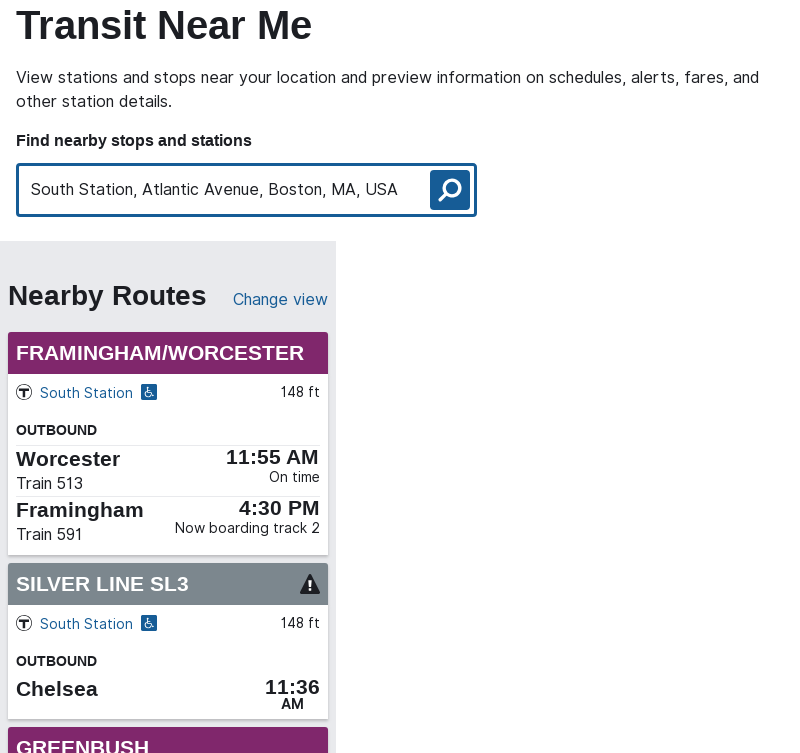 Transit Near Me
View stations and stops near your location and preview information on schedules, alerts, fares, and
other station details.
Find nearby stops and stations
South Station, Atlantic Avenue, Boston, MA, USA
Nearby Routes Change view
FRAMINGHAM/WORCESTER
T South Station 148 ft
OUTBOUND
Worcester 11:55 AM
Train 513 On time
Framingham 4:30 PM
Train 591 Now boarding track 2
SILVER LINE SL3
T South Station 148 ft
OUTBOUND
Chelsea 11:36
AM
GREENBUSH